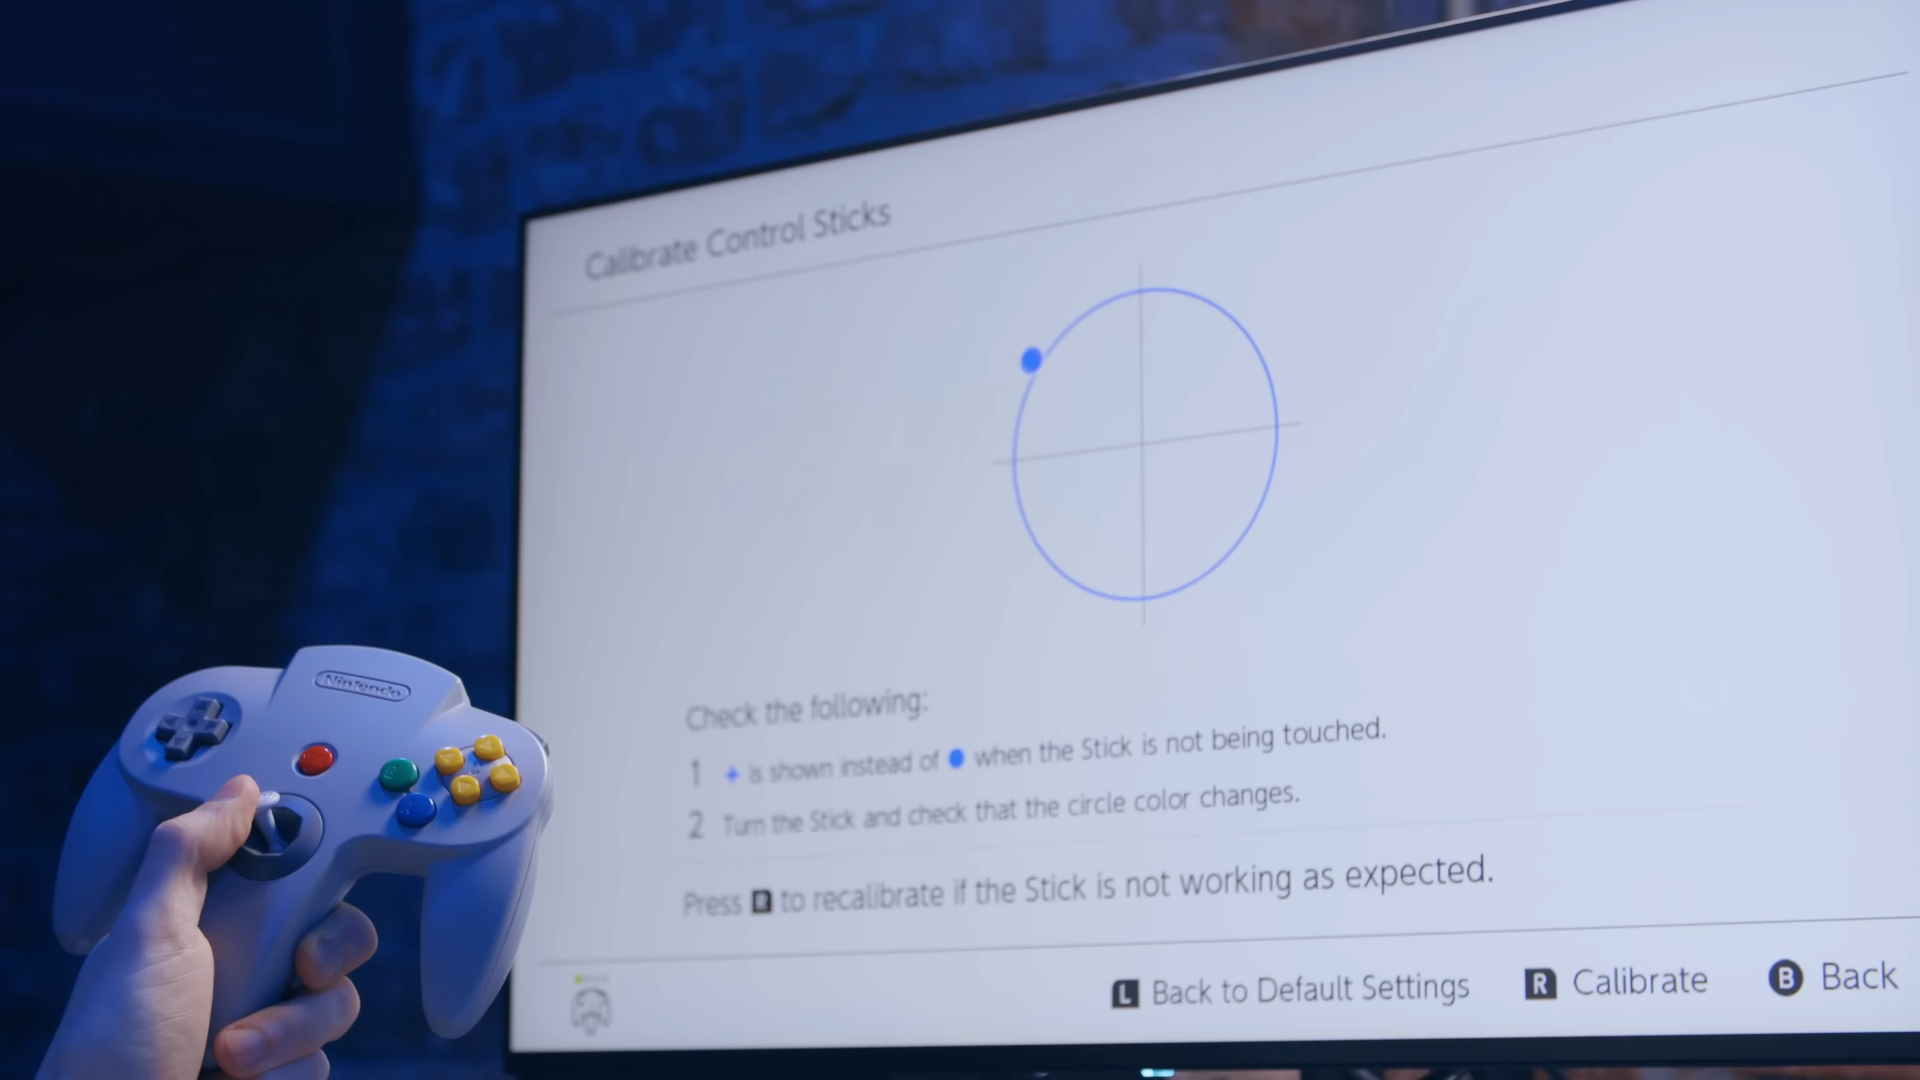 Calibrate Control Sticks
Check the following:
1 + is shown instead of ● when the Stick is not being touched.
2 Turn the Stick and check that the circle color changes.
Press R to recalibrate if the Stick is not working as expected.
L Back to Default Settings R Calibrate B Back
Nintendo